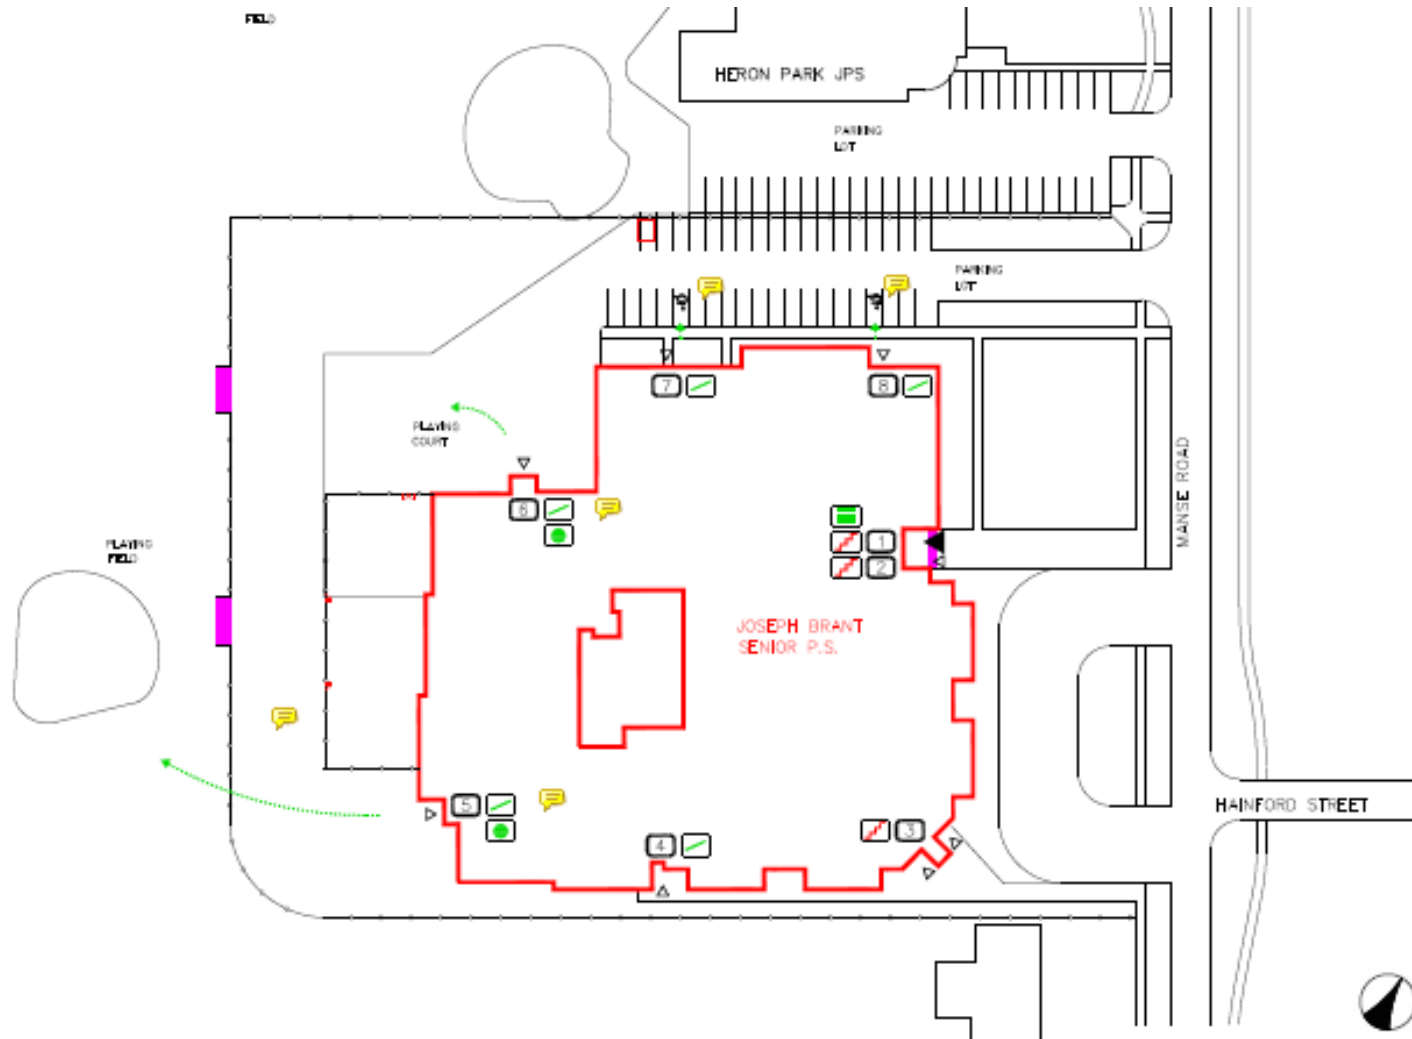 FIELD
HERON PARK JPS
PARKING
LOT
PARKING
LOT
7
8
PLAYING
COURT
6
1
2
PLAYING
FIELD
MANSE ROAD
JOSEPH BRANT
SENIOR P.S.
5
4
3
HAINFORD STREET